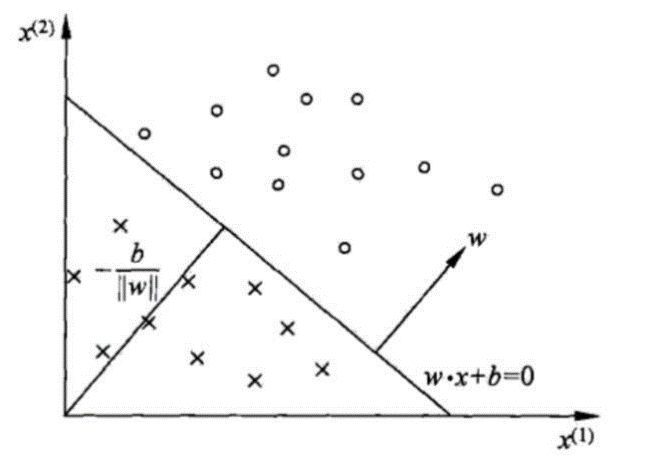 x(2)
w
-b/||w||
w·x+b=0
x(1)